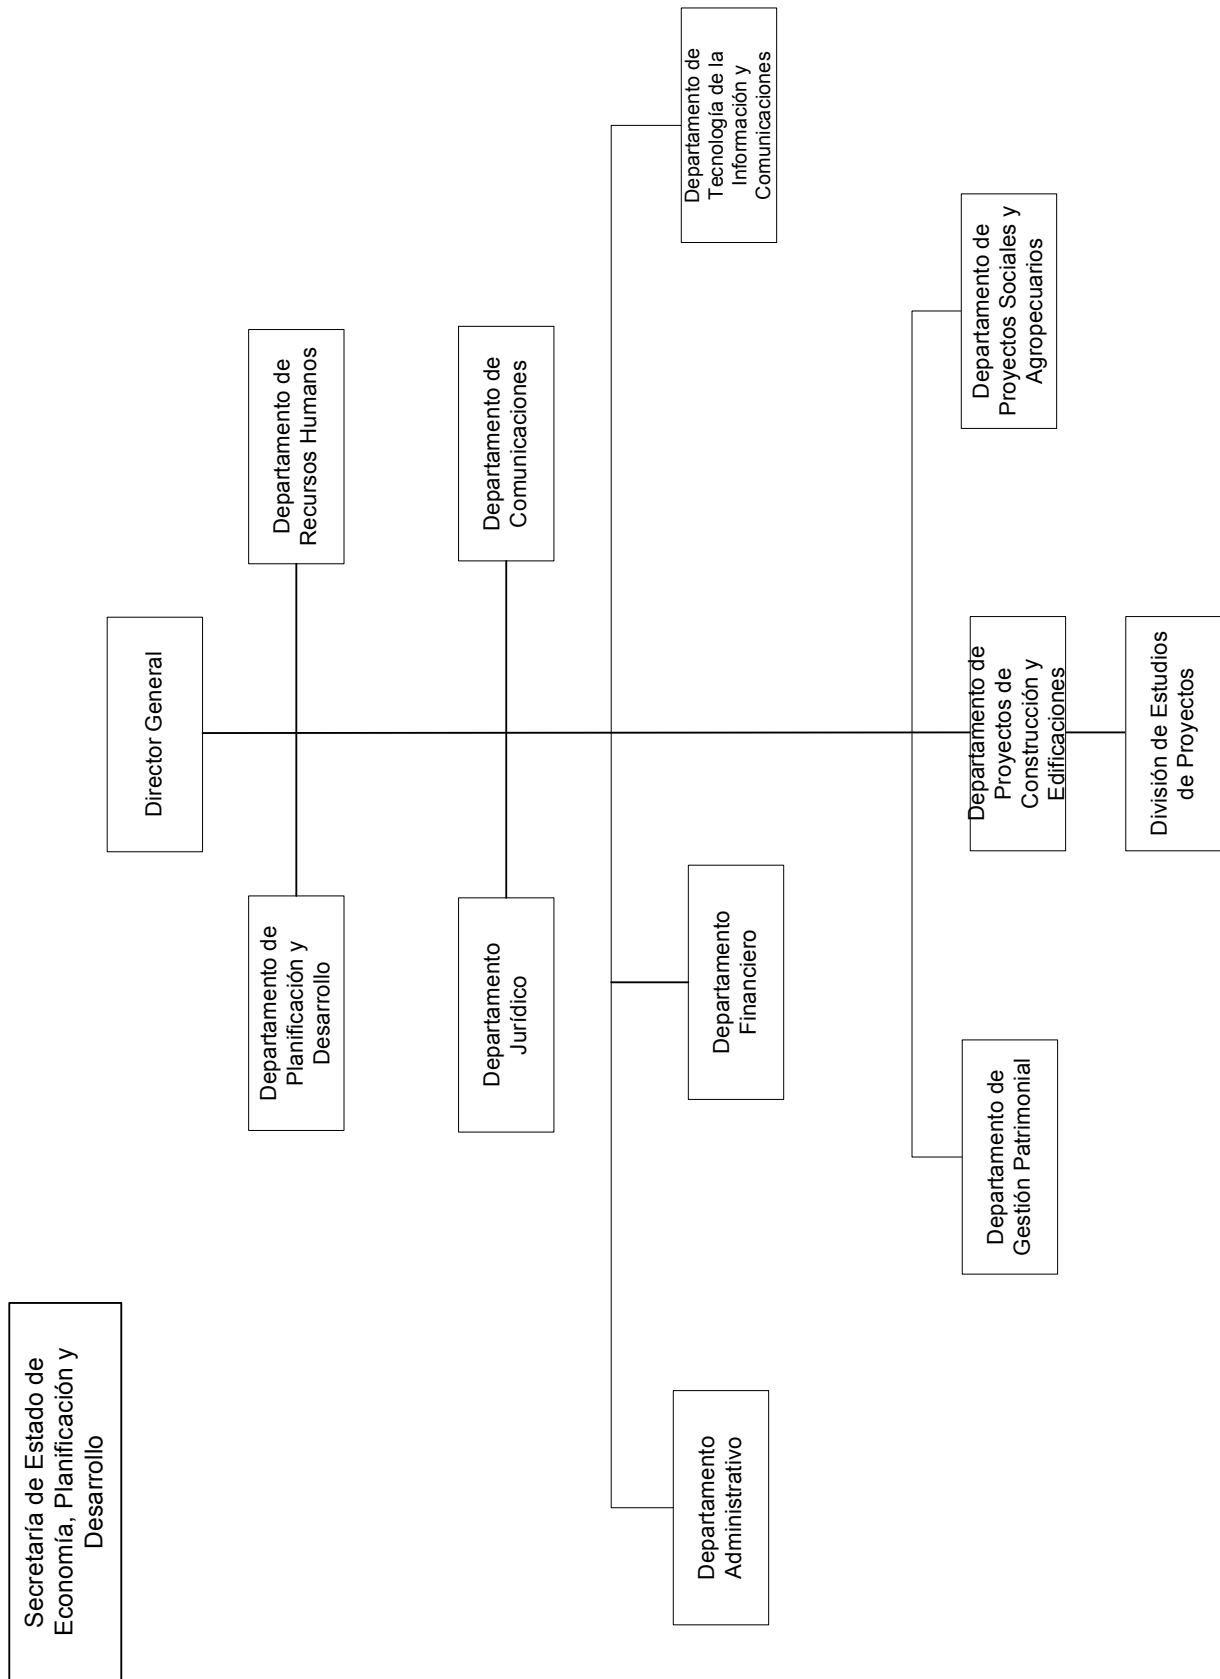 Secretaría de Estado de
Economía, Planificación y
Desarrollo
Director General
Departamento de
Planificación y
Desarrollo
Departamento de
Recursos Humanos
Departamento
Jurídico
Departamento de
Comunicaciones
Departamento
Administrativo
Departamento
Financiero
Departamento de
Tecnología de la
Información y
Comunicaciones
Departamento de
Gestión Patrimonial
Departamento de
Proyectos de
Construcción y
Edificaciones
Departamento de
Proyectos Sociales y
Agropecuarios
División de Estudios
de Proyectos